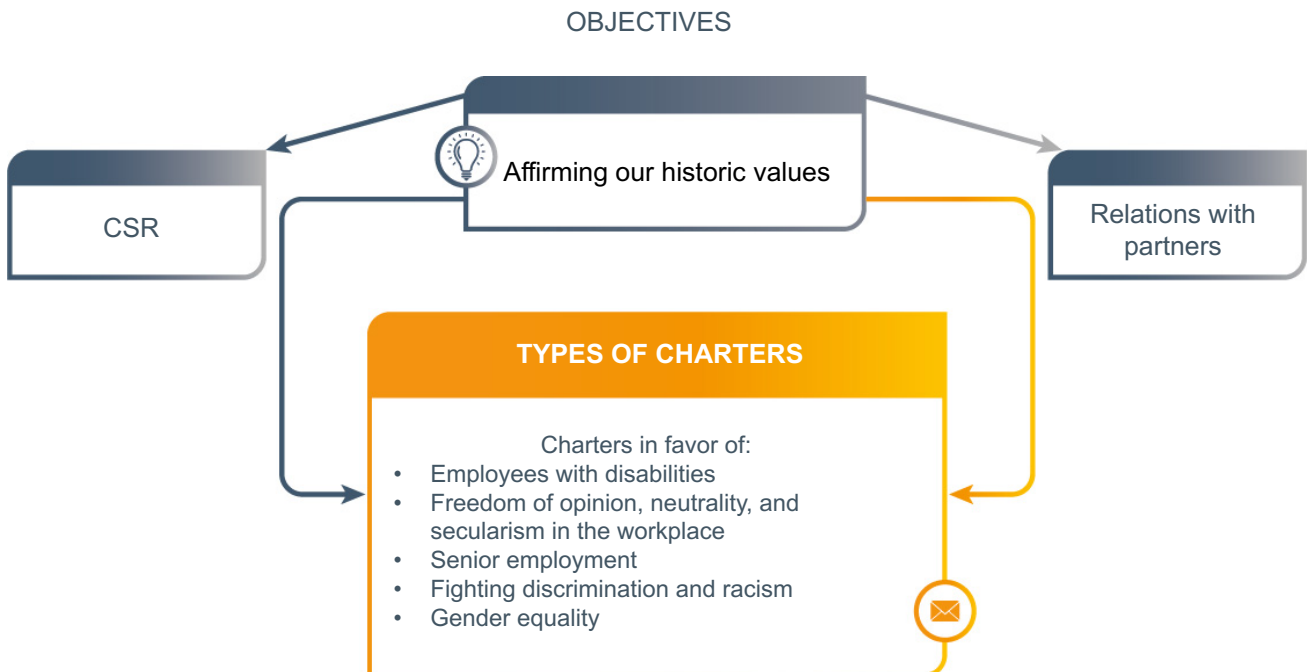 OBJECTIVES
Affirming our historic values
CSR
Relations with
partners
TYPES OF CHARTERS
Charters in favor of:
• Employees with disabilities
• Freedom of opinion, neutrality, and
secularism in the workplace
• Senior employment
• Fighting discrimination and racism
• Gender equality